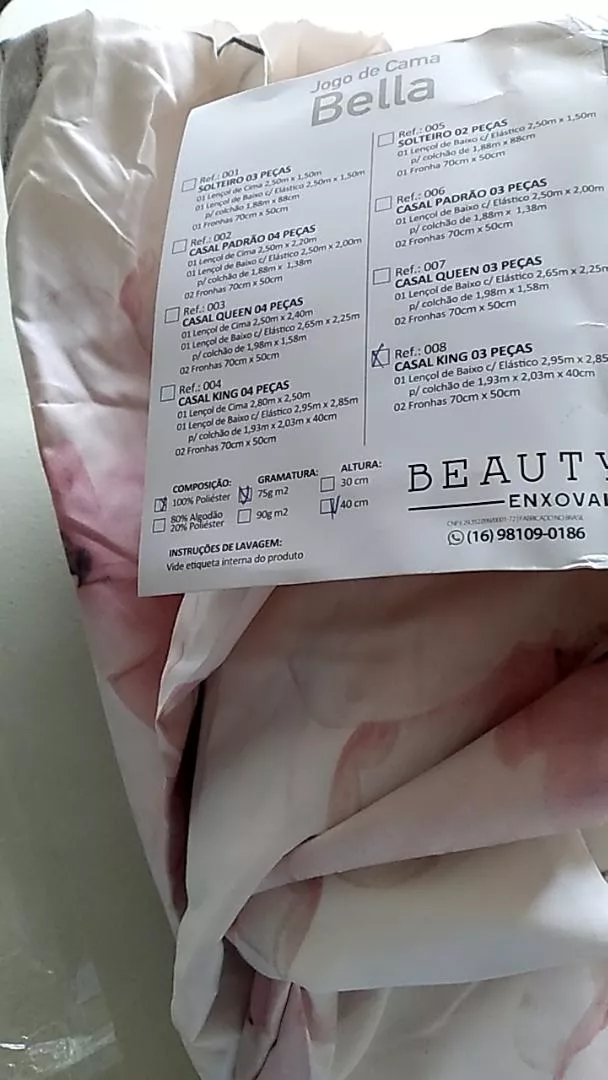 Jogo de Cama
Bella
Ref.: 001
SOLTEIRO 03 PEÇAS
01 Lençol de Cima 2,50m x 1,50m
01 Lençol de Baixo c/ Elástico 2,50m x 1,50m
p/ colchão 1,88m x 88cm
01 Fronhas 70cm x 50cm
Ref.: 002
CASAL PADRÃO 04 PEÇAS
01 Lençol de Cima 2,50m x 2,20m
01 Lençol de Baixo c/ Elástico 2,50m x 2,00m
p/ colchão de 1,88m x 1,38m
02 Fronhas 70cm x 50cm
Ref.: 003
CASAL QUEEN 04 PEÇAS
01 Lençol de Cima 2,50m x 2,40m
01 Lençol de Baixo c/ Elástico 2,65m x 2,25m
p/ colchão de 1,98m x 1,58m
02 Fronhas 70cm x 50cm
Ref.: 004
CASAL KING 04 PEÇAS
01 Lençol de Cima 2,80m x 2,50m
01 Lençol de Baixo c/ Elástico 2,95m x 2,85m
p/ colchão de 1,93m x 2,03m x 40cm
02 Fronhas 70cm x 50cm
Ref.: 005
SOLTEIRO 02 PEÇAS
01 Lençol de Baixo c/ Elástico 2,50m x 1,50m
p/ colchão de 1,88m x 88cm
01 Fronha 70cm x 50cm
Ref.: 006
CASAL PADRÃO 03 PEÇAS
01 Lençol de Baixo c/ Elástico 2,50m x 2,00m
p/ colchão de 1,88m x 1,38m
02 Fronhas 70cm x 50cm
Ref.: 007
CASAL QUEEN 03 PEÇAS
01 Lençol de Baixo c/ Elástico 2,65m x 2,25m
p/ colchão de 1,98m x 1,58m
02 Fronhas 70cm x 50cm
Ref.: 008
CASAL KING 03 PEÇAS
01 Lençol de Baixo c/ Elástico 2,95m x 2,85
p/ colchão de 1,93m x 2,03m x 40cm
02 Fronhas 70cm x 50cm
COMPOSIÇÃO:
100% Poliéster
80% Algodão
20% Poliéster
GRAMATURA:
75g m2
90g m2
ALTURA:
30 cm
40 cm
INSTRUÇÕES DE LAVAGEM:
Vide etiqueta interna do produto
BEAUTY
ENXOVAI
FABRICADO NO BRASIL
(16) 98109-0186